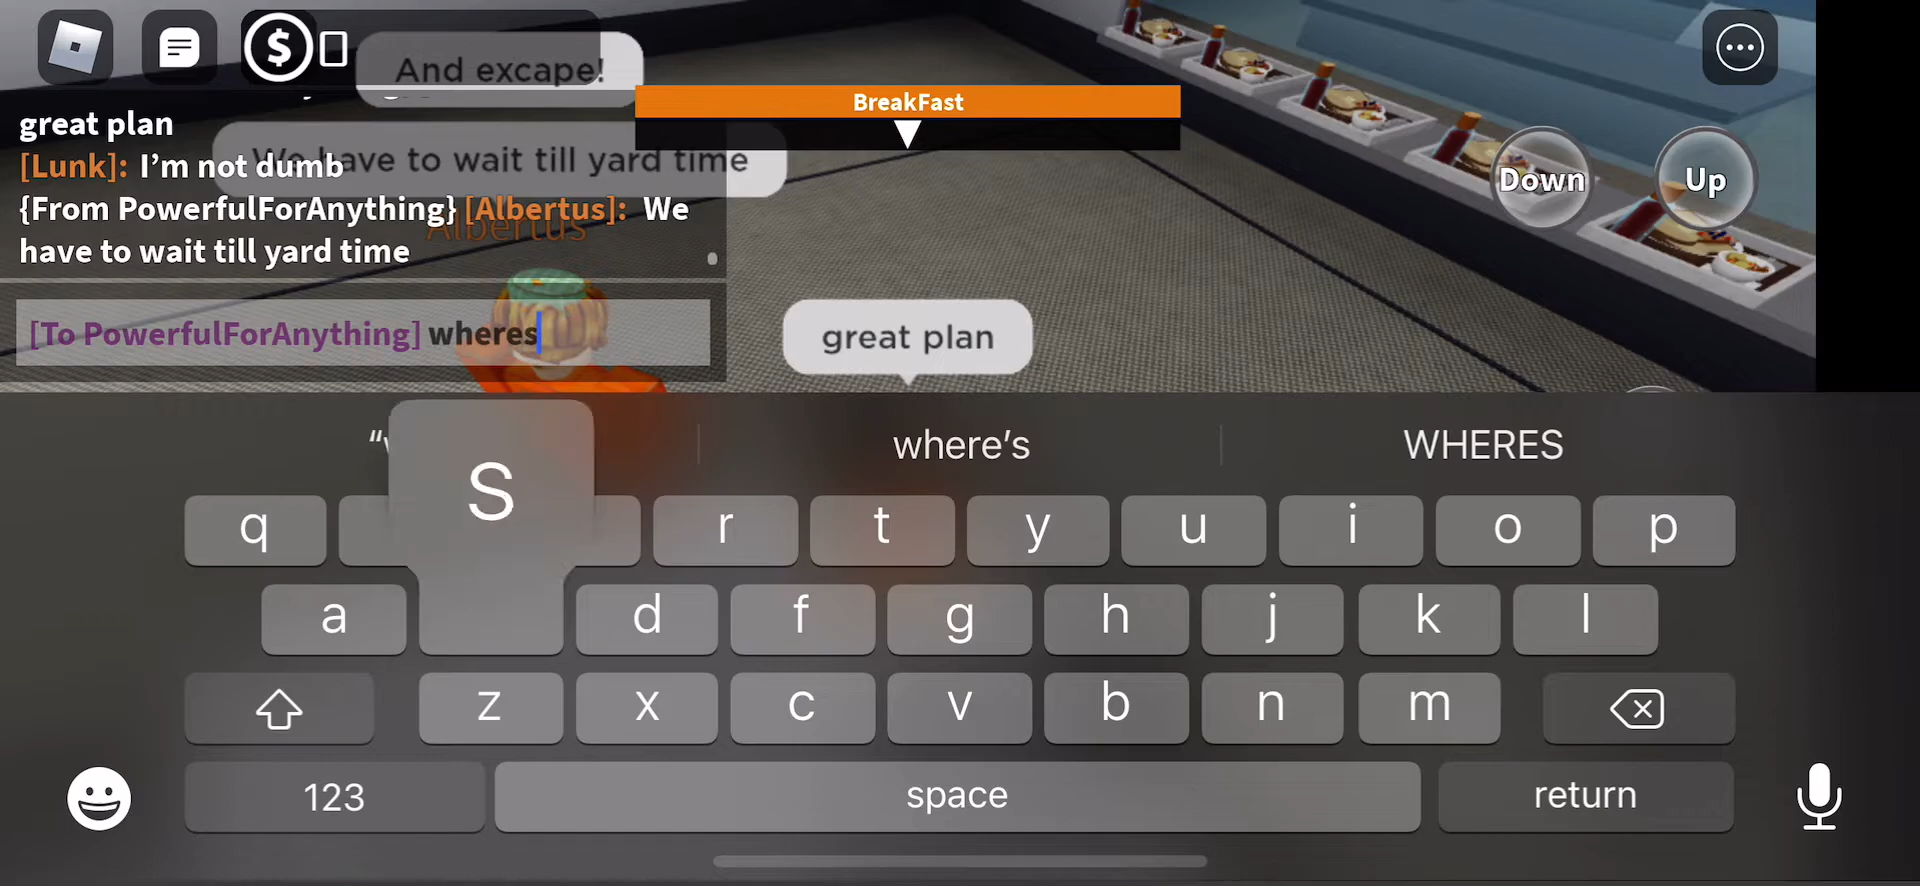 And excape!
BreakFast
great plan
[Lunk]: I’m not dumb
We have to wait till yard time
{From PowerfulForAnything} [Albertus]: We
have to wait till yard time
Albertus
Down
Up
[To PowerfulForAnything] wheres
great plan
where’s
WHERES
S
q
r
t
y
u
i
o
p
a
d
f
g
h
j
k
l
z
x
c
v
b
n
m
123
space
return